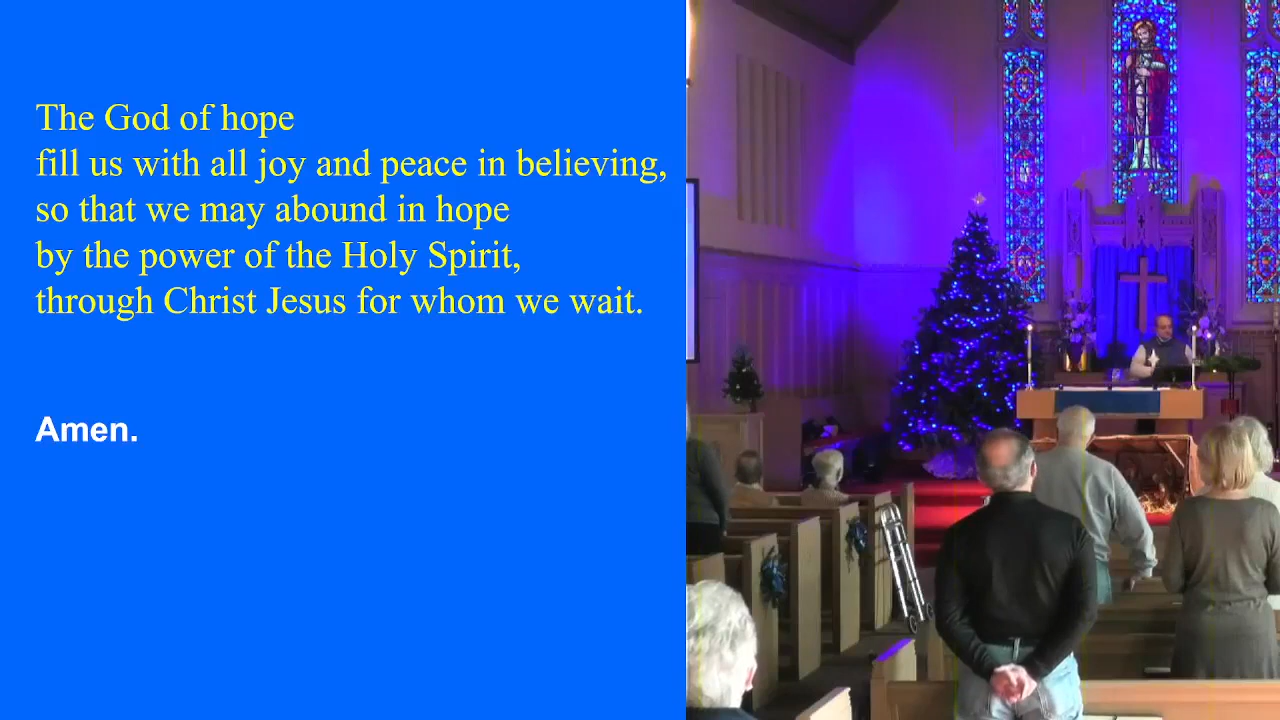 The God of hope
fill us with all joy and peace in believing,
so that we may abound in hope
by the power of the Holy Spirit,
through Christ Jesus for whom we wait.
Amen.